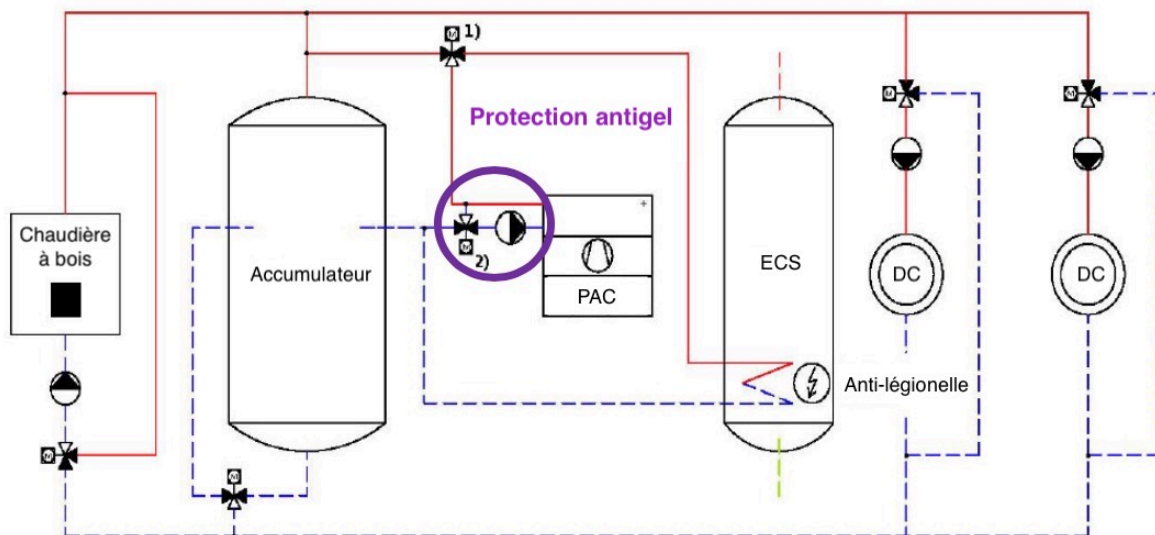 M 1)
Protection antigel
M
M
+
Chaudière
à bois
M
2)
Accumulateur
PAC
ECS
DC
DC
Anti-légionelle
M
M